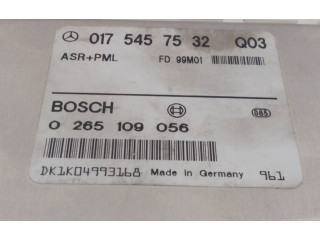 017 545 75 32 Q03
ASR+PML FD 99M01
BOSCH
0 265 109 056
DK1K04993168 Made in Germany 961